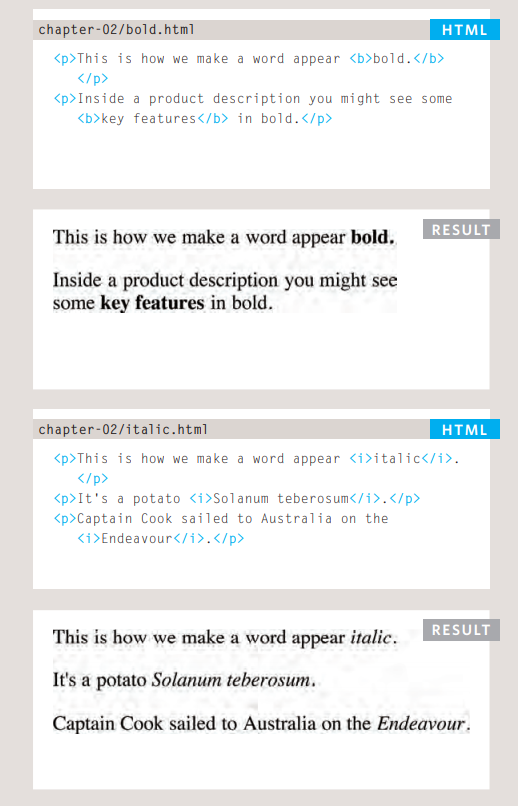 chapter-02/bold.html HTML
<p>This is how we make a word appear <b>bold.</b>
</p>
<p>Inside a product description you might see some
<b>key features</b> in bold.</p>
RESULT
This is how we make a word appear bold.
Inside a product description you might see
some key features in bold.
chapter-02/italic.html HTML
<p>This is how we make a word appear <i>italic</i>.
</p>
<p>It's a potato <i>Solanum teberosum</i>.</p>
<p>Captain Cook sailed to Australia on the
<i>Endeavour</i>.</p>
RESULT
This is how we make a word appear italic.
It's a potato Solanum teberosum.
Captain Cook sailed to Australia on the Endeavour.